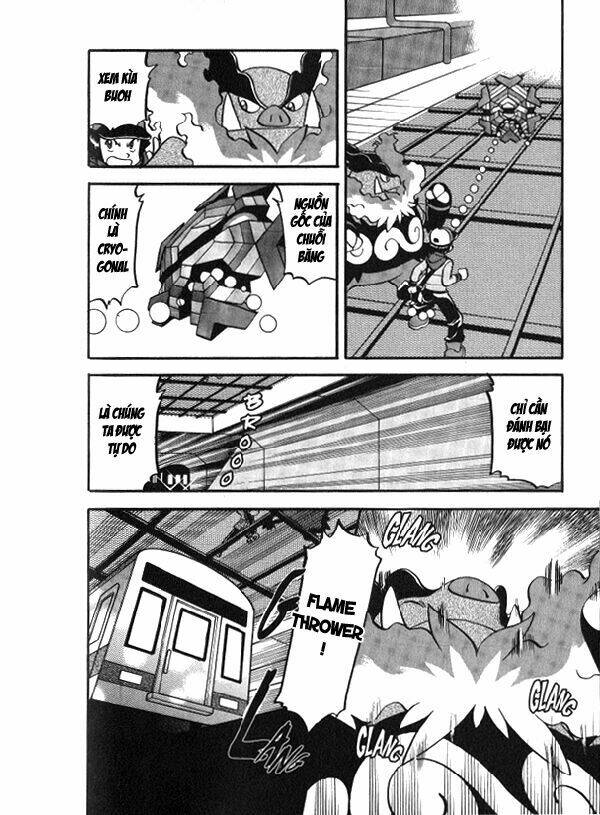 XEM KÌA
BUOH
NGUỒN
GỐC CỦA
CHUỖI
BĂNG
CHÍNH
LÀ
CRYO-
GONAL
CHỈ CẦN
ĐÁNH BẠI
ĐƯỢC NÓ
BROOO
LÀ CHÚNG
TA ĐƯỢC
TỰ DO
GLANG
FLAME
THROWER
!
GLANG
GLANG